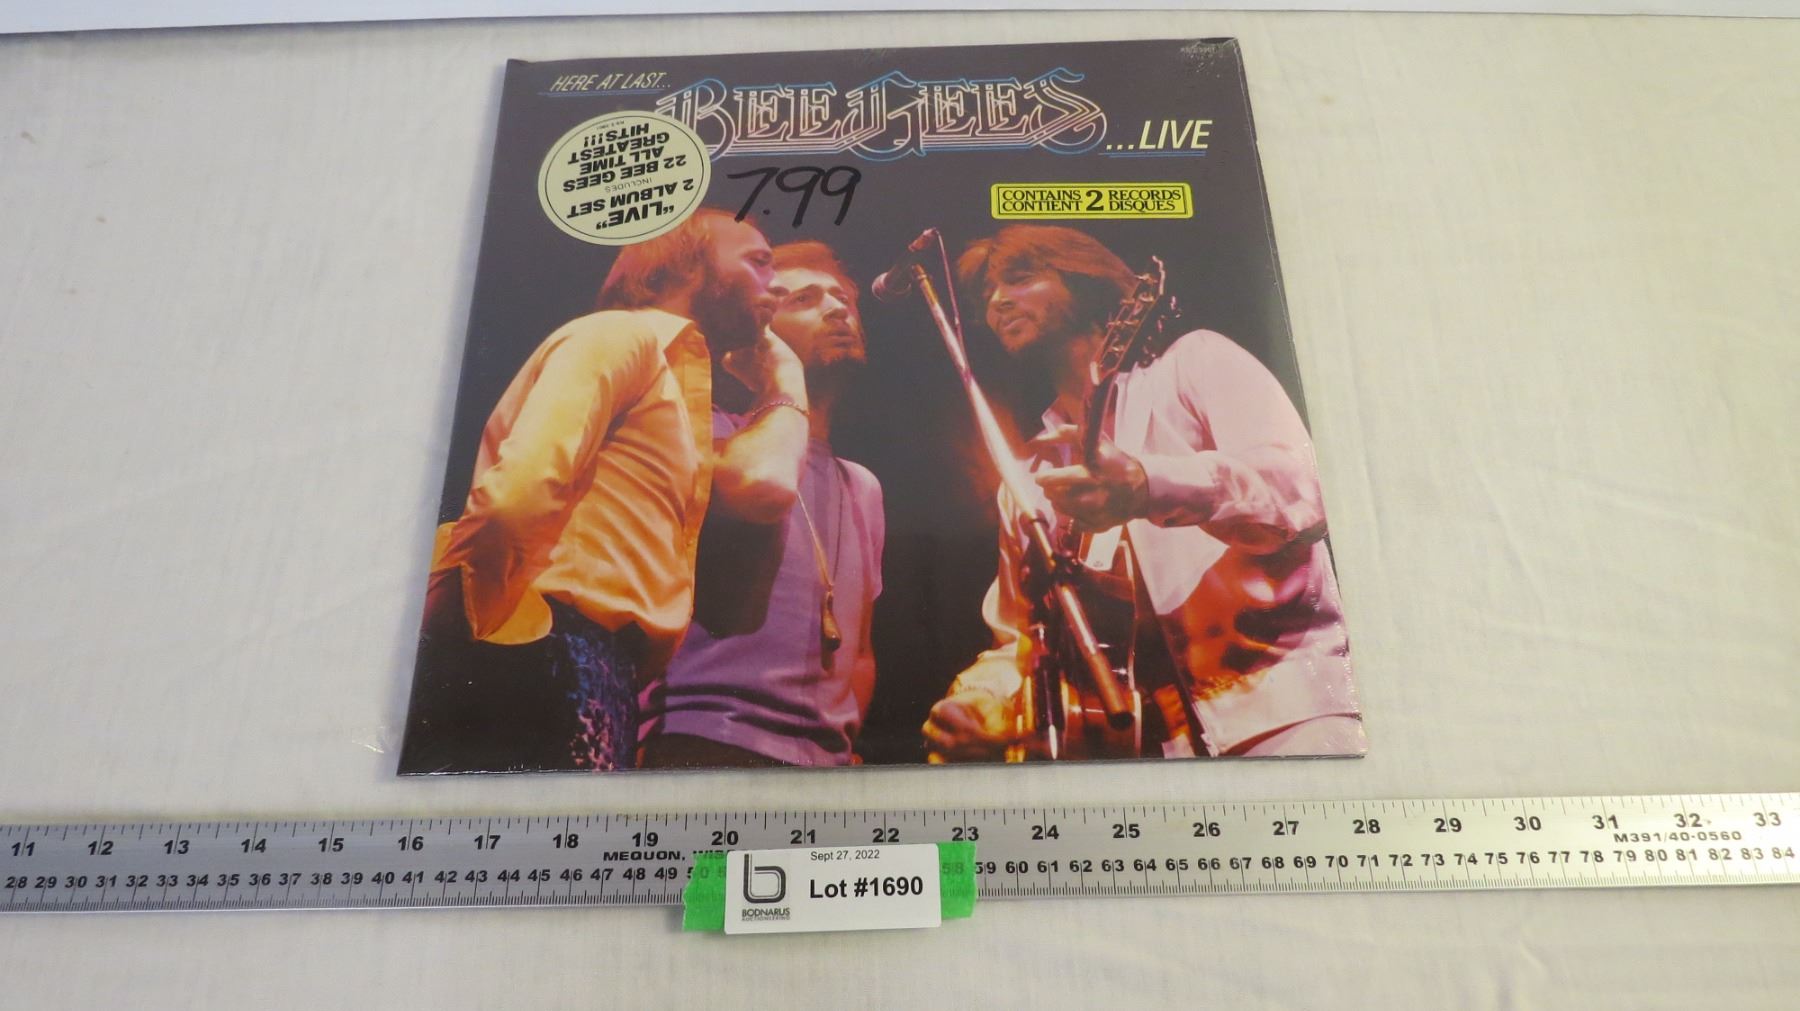 HERE AT LAST...
BEE GEES
...LIVE
"LIVE"
2 ALBUM SET
INCLUDES
22 BEE GEES
ALL TIME
GREATEST
HITS!!!!
7.99
CONTAINS 2 RECORDS
CONTIENT DISQUES
11 12 13 14 15 16 17 18 19 20 21 22 23 24 25 26 27 28 29 30 31 32 33
MEQUON, WIS
M391/40-0560
28 29 30 31 32 33 34 35 36 37 38 39 40 41 42 43 44 45 46 47 48 49 50 58 59 60 61 62 63 64 65 66 67 68 69 70 71 72 73 74 75 76 77 78 79 80 81 82 83 84
Sept 27, 2022
Lot #1690
BODNARUS
AUCTIONEERING